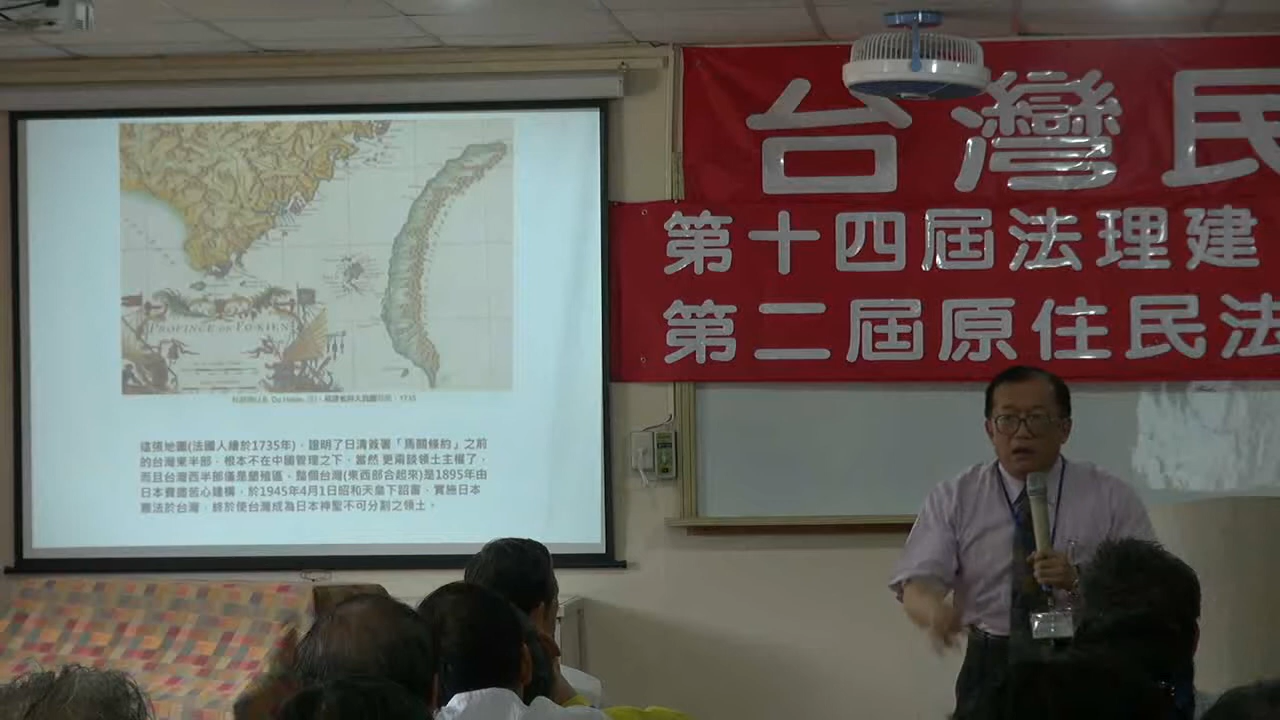 台灣民
第十四屆法理建
第二屆原住民法
PROVINCE DE FO-KIEN
這張地圖(法國人繪於1735年)，證明了日清簽署「馬關條約」之前
的台灣東半部，根本不在中國管理之下，當然 更兩談領土主權了，
而且台灣西半部僅是墾殖區、整個台灣(東西部合起來)是1895年由
日本費盡苦心建構，於1945年4月1日昭和天皇下詔書、實施日本
憲法於台灣，終於使台灣成為日本神聖不可分割之領土。